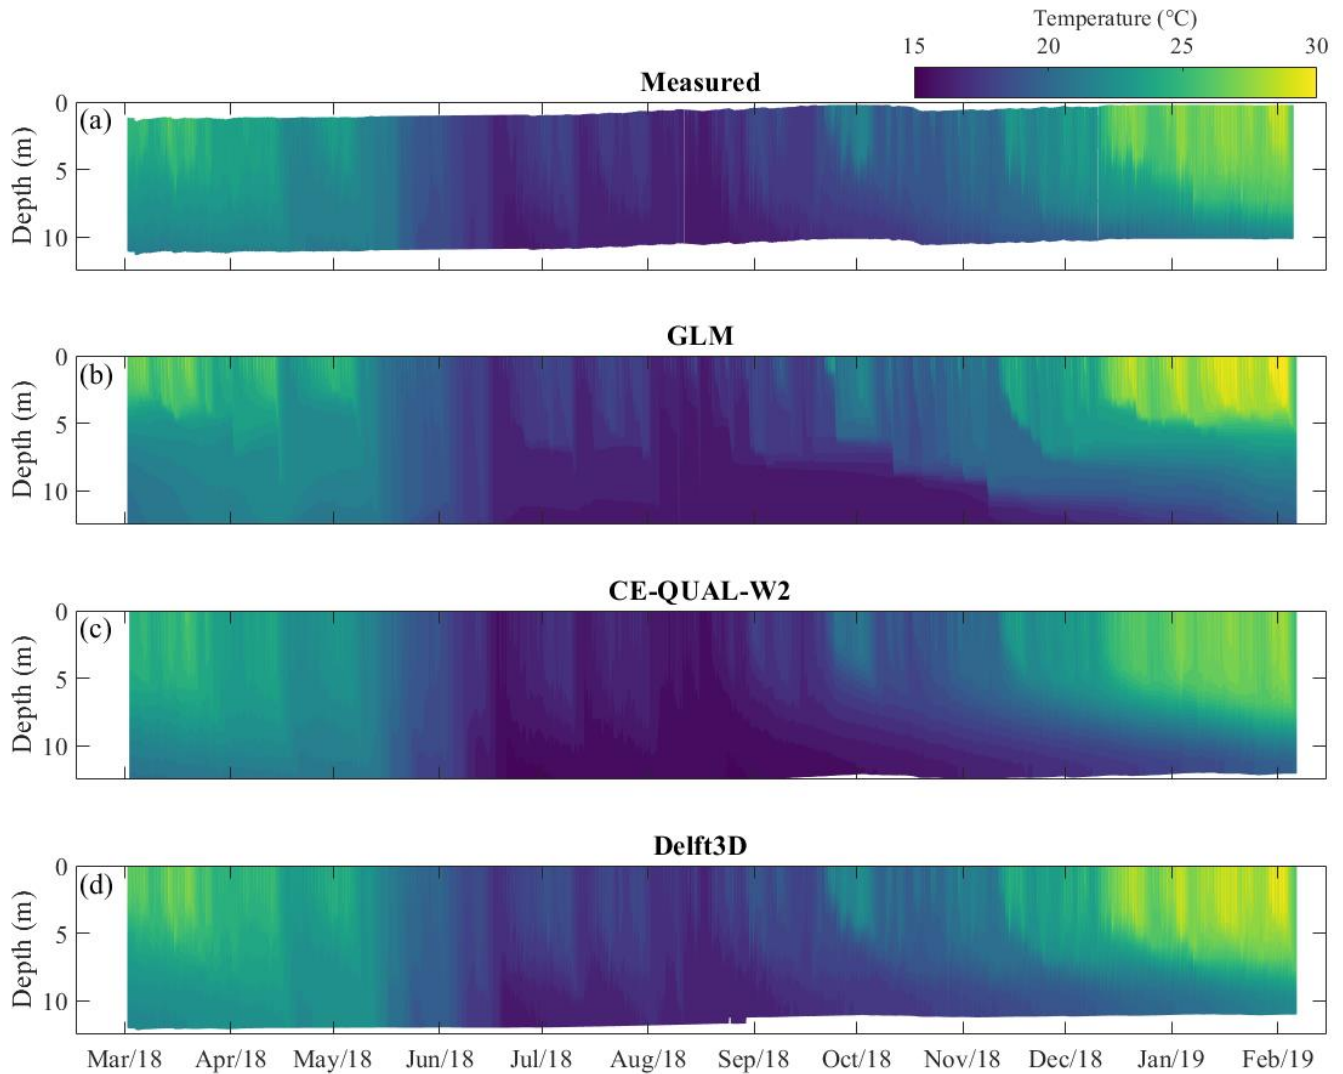 Temperature (°C)
15 20 25 30
Measured
(a)
0
5
10
Depth (m)
GLM
(b)
0
5
10
Depth (m)
CE-QUAL-W2
(c)
0
5
10
Depth (m)
Delft3D
(d)
0
5
10
Depth (m)
Mar/18 Apr/18 May/18 Jun/18 Jul/18 Aug/18 Sep/18 Oct/18 Nov/18 Dec/18 Jan/19 Feb/19